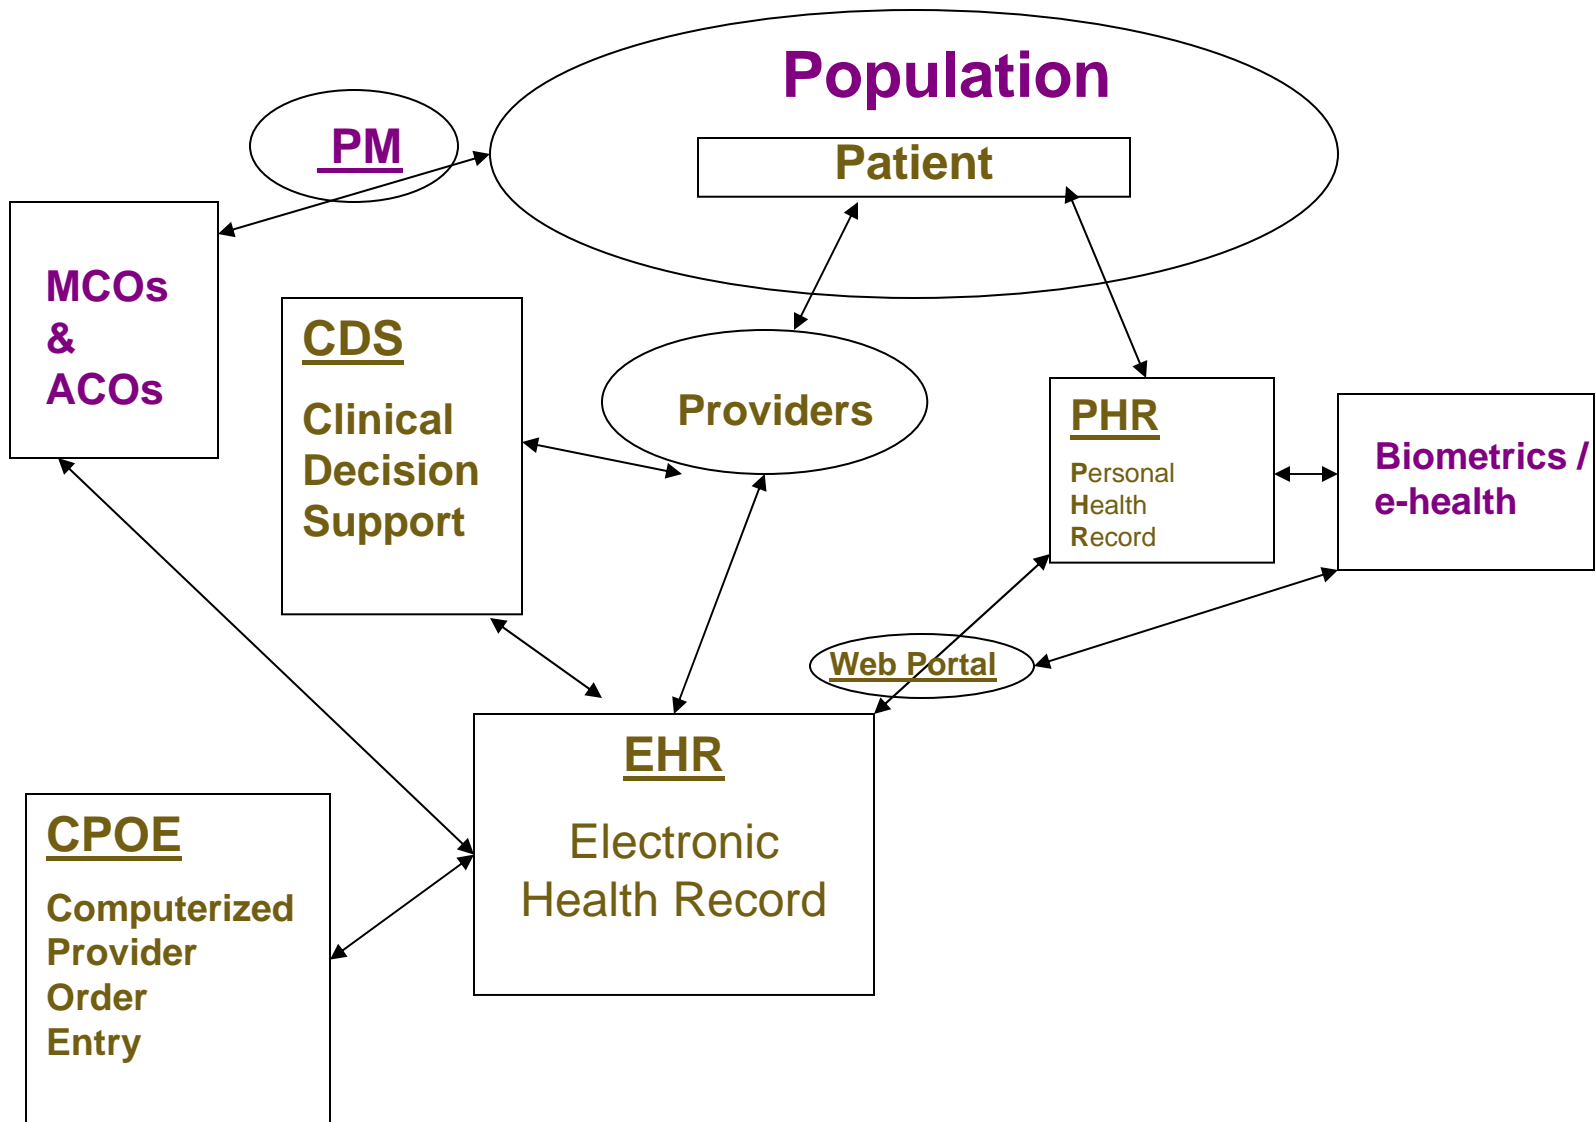 Population
PM
Patient
MCOs
&
ACOs
CDS
Clinical
Decision
Support
Providers
PHR
Personal
Health
Record
Biometrics /
e-health
Web Portal
EHR
Electronic
Health Record
CPOE
Computerized
Provider
Order
Entry